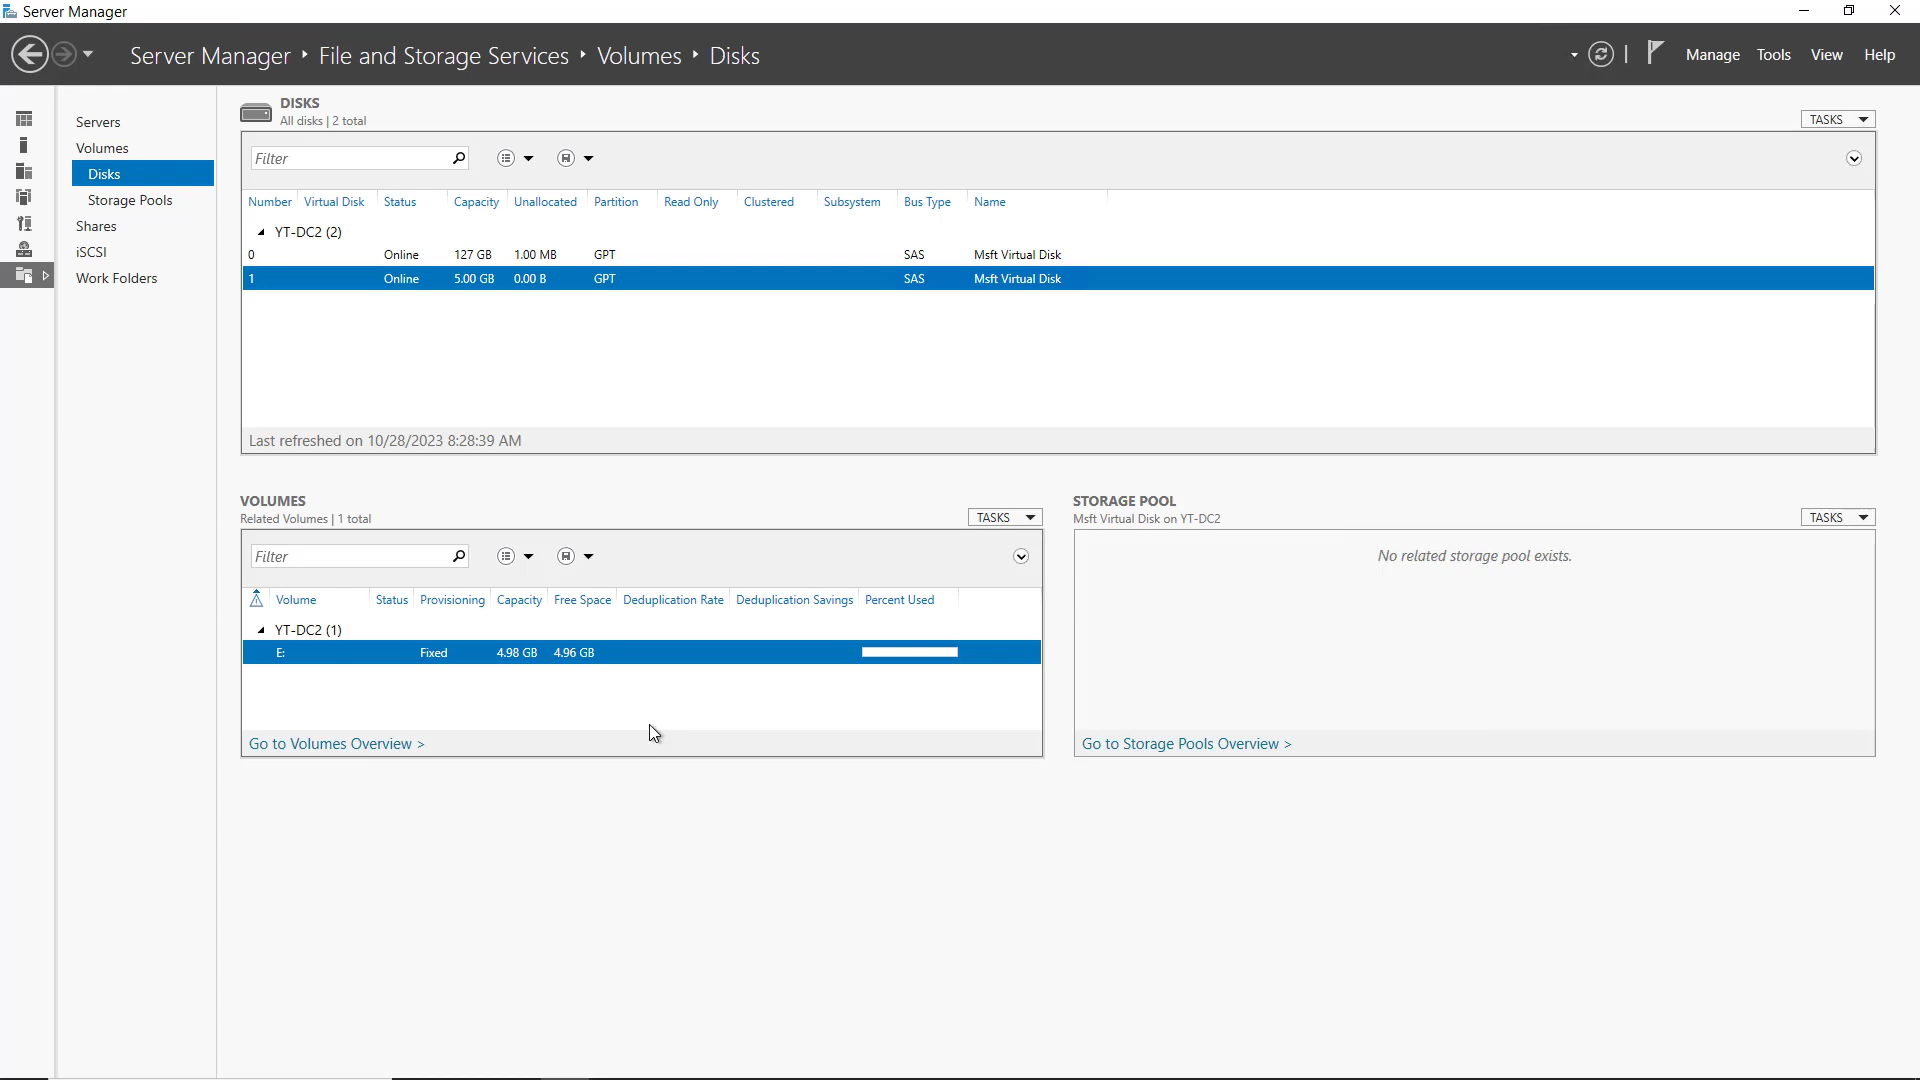 Server Manager
Server Manager ‣ File and Storage Services ‣ Volumes ‣ Disks
Manage Tools View Help
Servers
Volumes
Disks
Storage Pools
Shares
iSCSI
Work Folders
DISKS
All disks | 2 total
TASKS
Filter
Number Virtual Disk Status Capacity Unallocated Partition Read Only Clustered Subsystem Bus Type Name
YT-DC2 (2)
0 Online 127 GB 1.00 MB GPT SAS Msft Virtual Disk
1 Online 5.00 GB 0.00 B GPT SAS Msft Virtual Disk
Last refreshed on 10/28/2023 8:28:39 AM
VOLUMES
Related Volumes | 1 total
TASKS
Filter
Volume Status Provisioning Capacity Free Space Deduplication Rate Deduplication Savings Percent Used
YT-DC2 (1)
E: Fixed 4.98 GB 4.96 GB
Go to Volumes Overview >
STORAGE POOL
Msft Virtual Disk on YT-DC2
TASKS
No related storage pool exists.
Go to Storage Pools Overview >